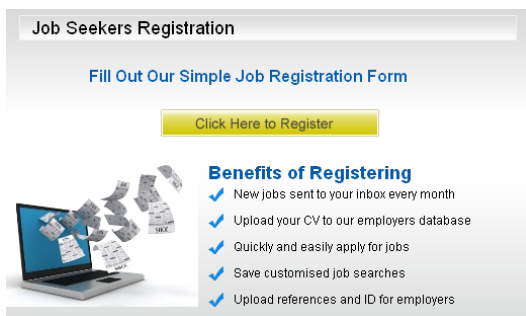 Job Seekers Registration
Fill Out Our Simple Job Registration Form
Click Here to Register
Benefits of Registering
New jobs sent to your inbox every month
Upload your CV to our employers database
Quickly and easily apply for jobs
Save customised job searches
Upload references and ID for employers